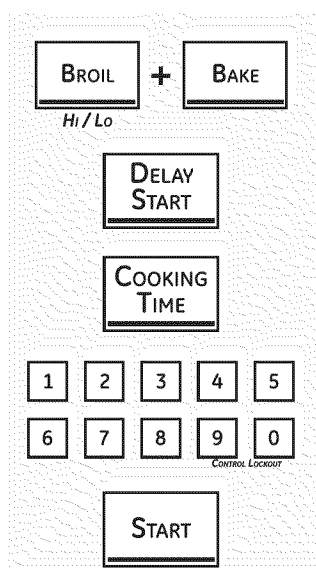 BROIL + BAKE
HI / LO
DELAY
START
COOKING
TIME
1 2 3 4 5
6 7 8 9 0
CONTROL LOCKOUT
START